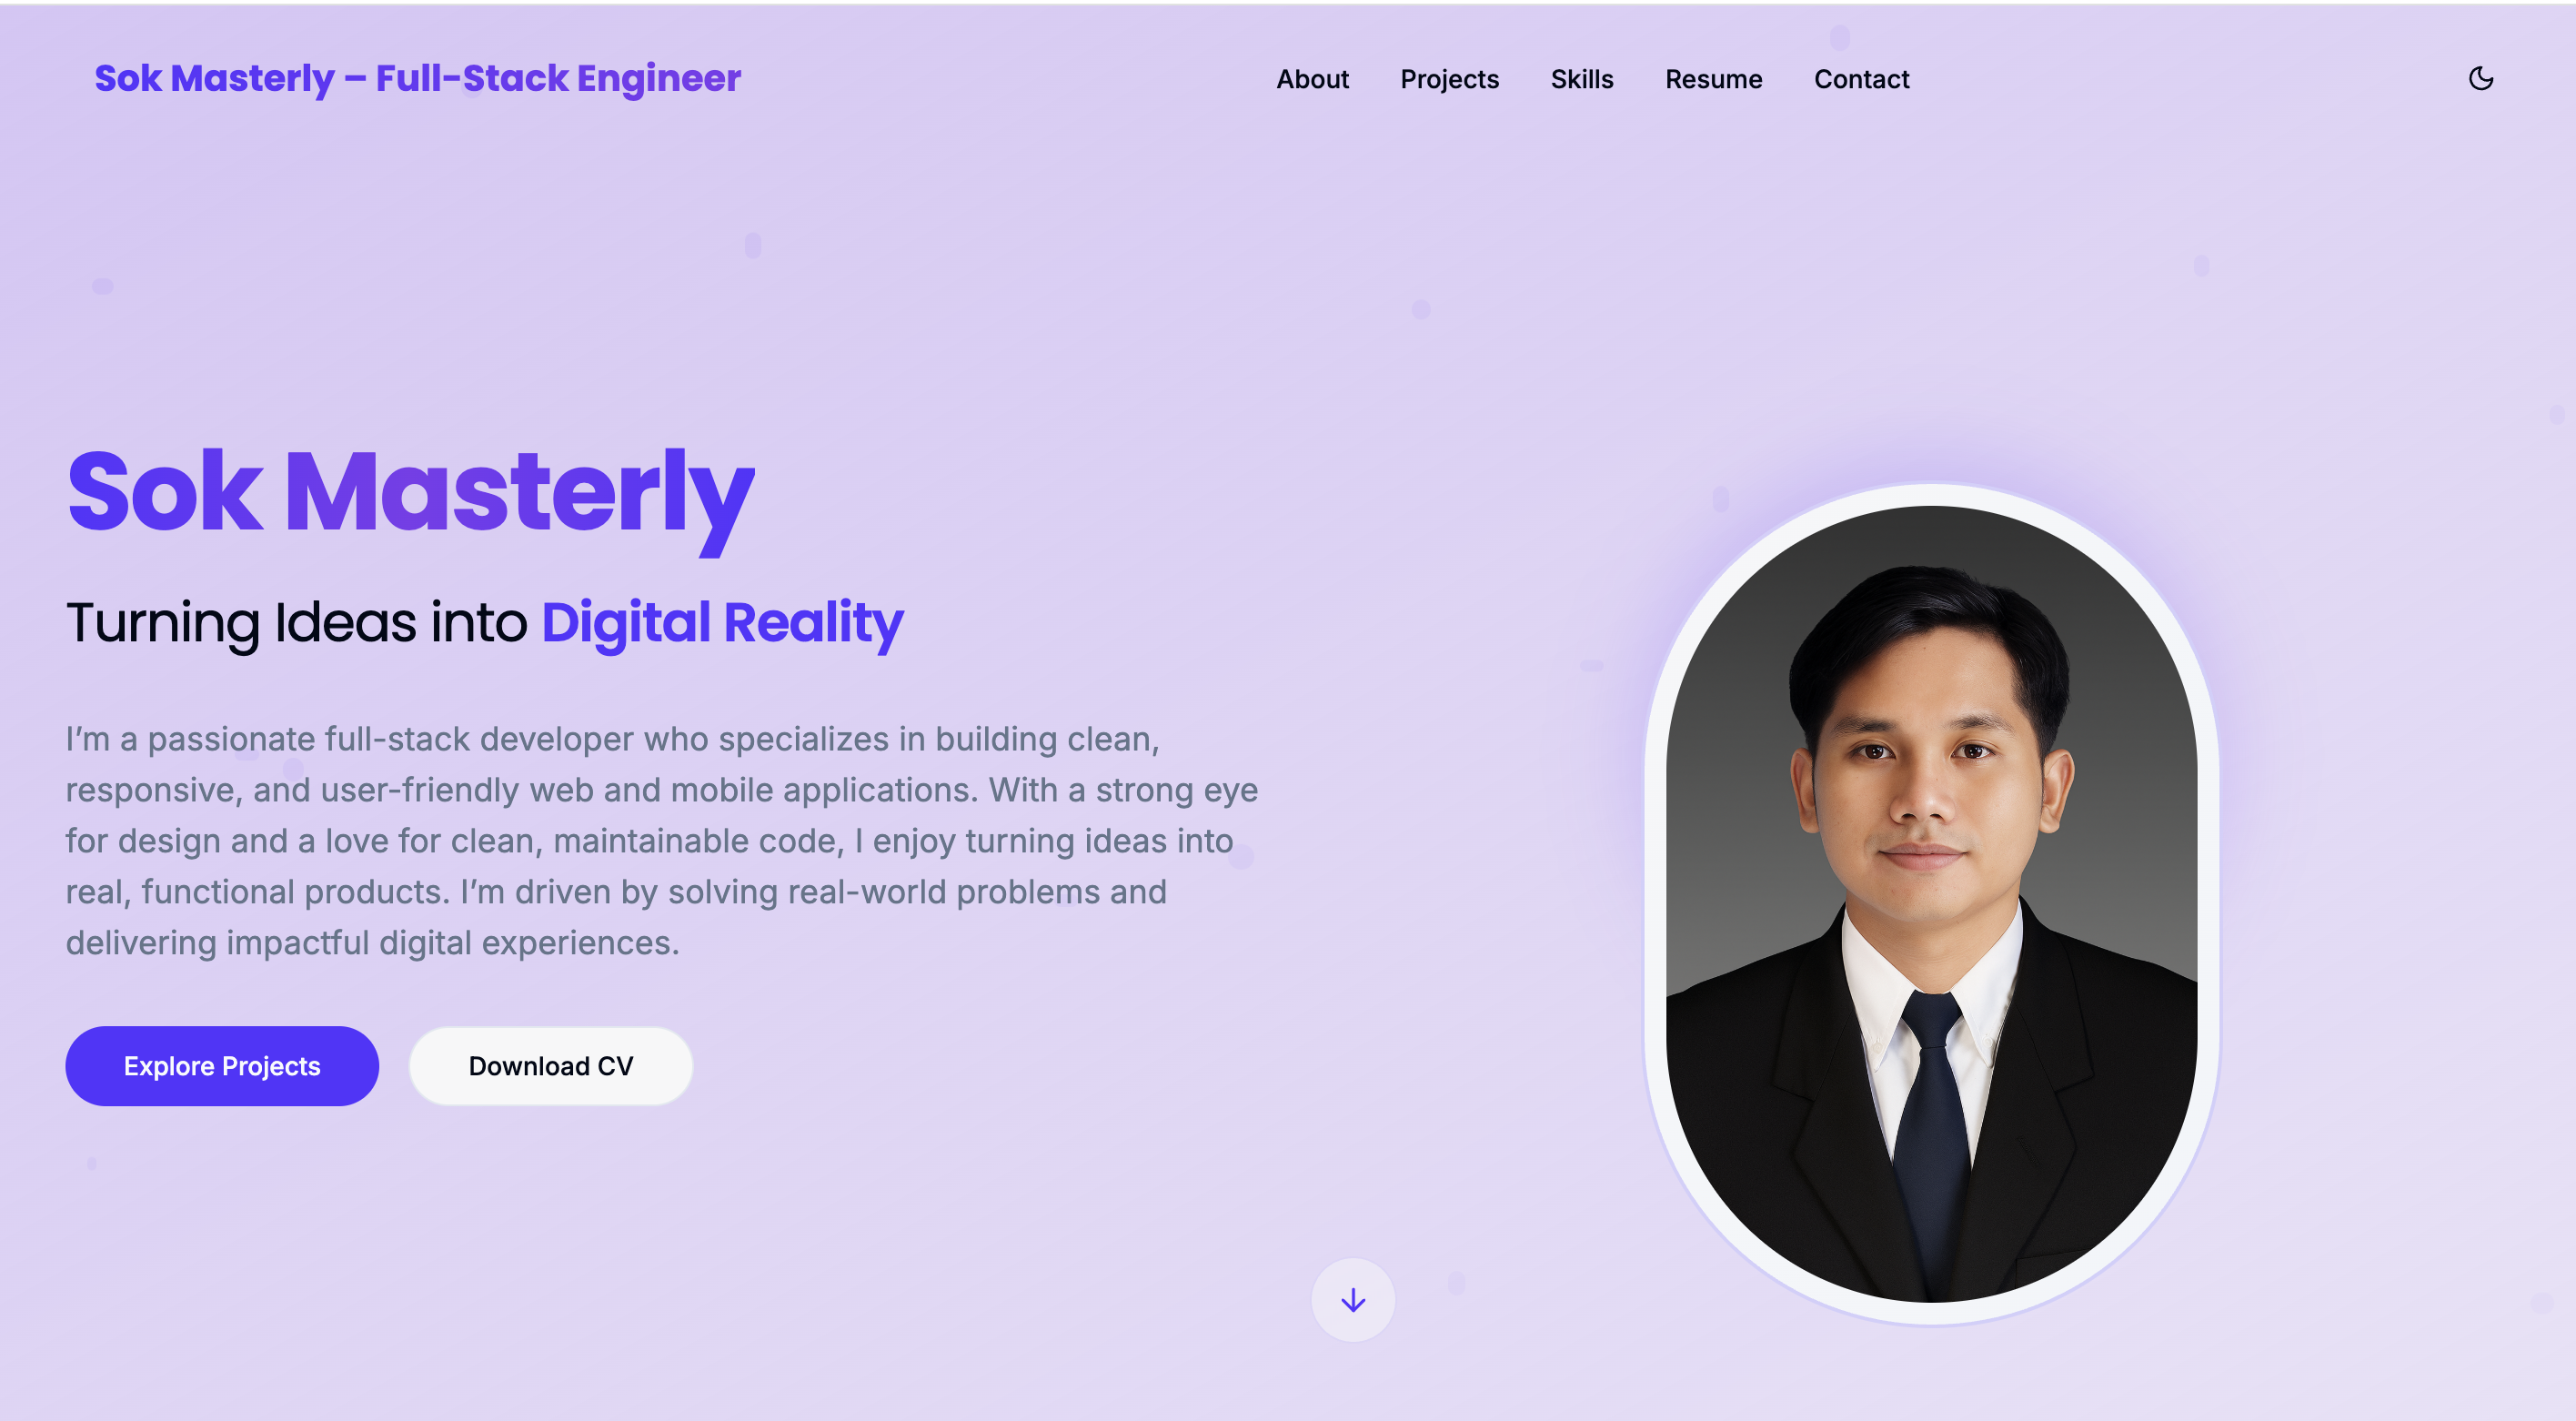 Sok Masterly – Full-Stack Engineer
About Projects Skills Resume Contact
Sok Masterly
Turning Ideas into Digital Reality
I’m a passionate full-stack developer who specializes in building clean,
responsive, and user-friendly web and mobile applications. With a strong eye
for design and a love for clean, maintainable code, I enjoy turning ideas into
real, functional products. I’m driven by solving real-world problems and
delivering impactful digital experiences.
Explore Projects Download CV